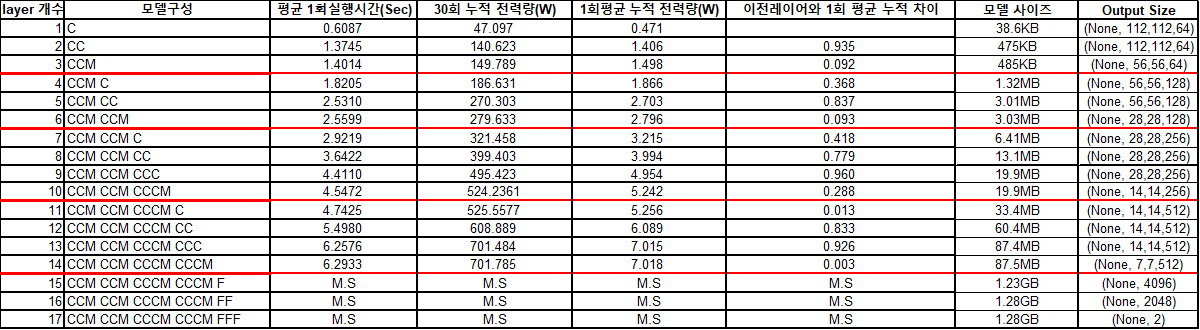 layer 개수 모델구성 평균 1회실행시간(Sec) 30회 누적 전력량(W) 1회평균 누적 전력량(W) 이전레이어와 1회 평균 누적 차이 모델 사이즈 Output Size
1 C 0.6087 47.097 0.471 38.6KB (None, 112,112,64)
2 CC 1.3745 140.623 1.406 0.935 475KB (None, 112,112,64)
3 CCM 1.4014 149.789 1.498 0.092 485KB (None, 56,56,64)
4 CCM C 1.8205 186.631 1.866 0.368 1.32MB (None, 56,56,128)
5 CCM CC 2.5310 270.303 2.703 0.837 3.01MB (None, 56,56,128)
6 CCM CCM 2.5599 279.633 2.796 0.093 3.03MB (None, 28,28,128)
7 CCM CCM C 2.9219 321.458 3.215 0.418 6.41MB (None, 28,28,256)
8 CCM CCM CC 3.6422 399.403 3.994 0.779 13.1MB (None, 28,28,256)
9 CCM CCM CCC 4.4110 495.423 4.954 0.960 19.9MB (None, 28,28,256)
10 CCM CCM CCCM 4.5472 524.2361 5.242 0.288 19.9MB (None, 14,14,256)
11 CCM CCM CCCM C 4.7425 525.5577 5.256 0.013 33.4MB (None, 14,14,512)
12 CCM CCM CCCM CC 5.4980 608.889 6.089 0.833 60.4MB (None, 14,14,512)
13 CCM CCM CCCM CCC 6.2576 701.484 7.015 0.926 87.4MB (None, 14,14,512)
14 CCM CCM CCCM CCCM 6.2933 701.785 7.018 0.003 87.5MB (None, 7,7,512)
15 CCM CCM CCCM CCCM F M.S M.S M.S M.S 1.23GB (None, 4096)
16 CCM CCM CCCM CCCM FF M.S M.S M.S M.S 1.28GB (None, 2048)
17 CCM CCM CCCM CCCM FFF M.S M.S M.S M.S 1.28GB (None, 2)